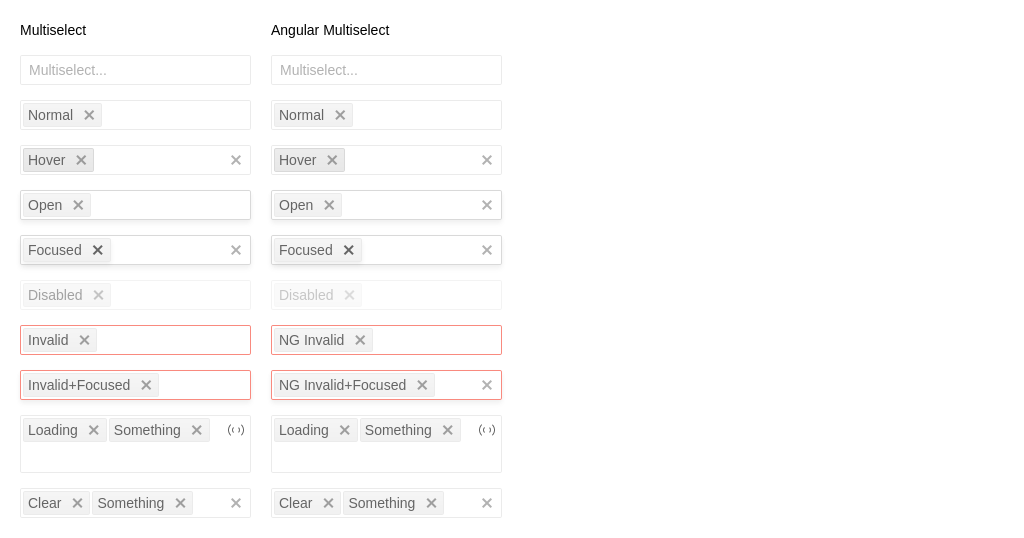 Multiselect
Angular Multiselect
Multiselect...
Multiselect...
Normal
Normal
Hover
Hover
Open
Open
Focused
Focused
Disabled
Disabled
Invalid
NG Invalid
Invalid+Focused
NG Invalid+Focused
Loading Something
Loading Something
Clear Something
Clear Something